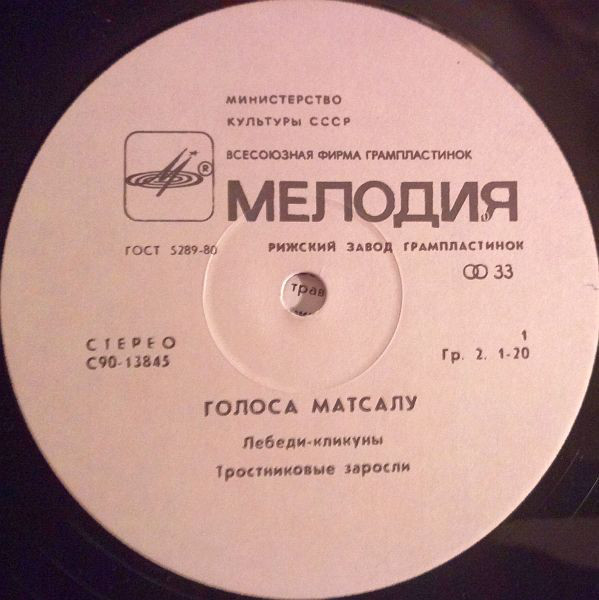 МИНИСТЕРСТВО
КУЛЬТУРЫ СССР
ВСЕСОЮЗНАЯ ФИРМА ГРАМПЛАСТИНОК
®
МЕЛОДИЯ
ГОСТ 5289-80
РИЖСКИЙ ЗАВОД ГРАМПЛАСТИНОК
33
трав
СТЕРЕО
1
С90-13845
Гр. 2. 1-20
ГОЛОСА МАТСАЛУ
Лебеди-кликуны
Тростниковые заросли